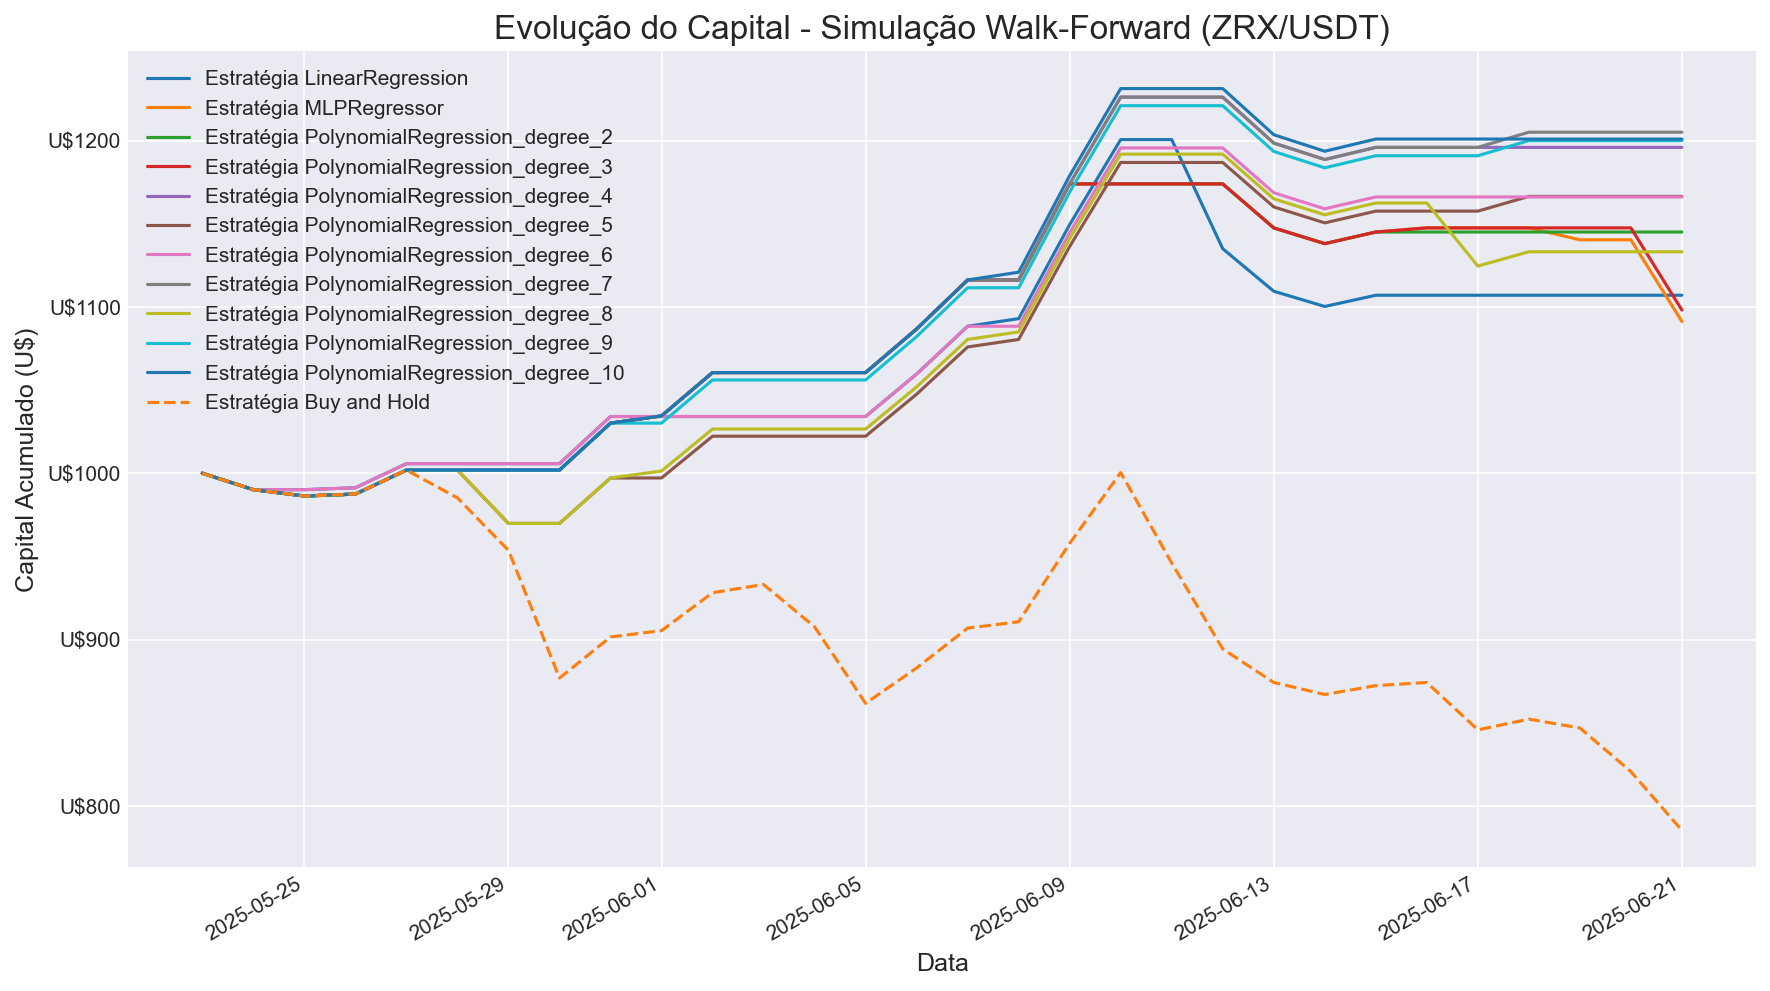 Evolução do Capital - Simulação Walk-Forward (ZRX/USDT)
Estratégia LinearRegression
Estratégia MLPRegressor
Estratégia PolynomialRegression_degree_2
Estratégia PolynomialRegression_degree_3
Estratégia PolynomialRegression_degree_4
Estratégia PolynomialRegression_degree_5
Estratégia PolynomialRegression_degree_6
Estratégia PolynomialRegression_degree_7
Estratégia PolynomialRegression_degree_8
Estratégia PolynomialRegression_degree_9
Estratégia PolynomialRegression_degree_10
Estratégia Buy and Hold
Capital Acumulado (U$)
U$1200
U$1100
U$1000
U$900
U$800
2025-05-25
2025-05-29
2025-06-01
2025-06-05
2025-06-09
2025-06-13
2025-06-17
2025-06-21
Data